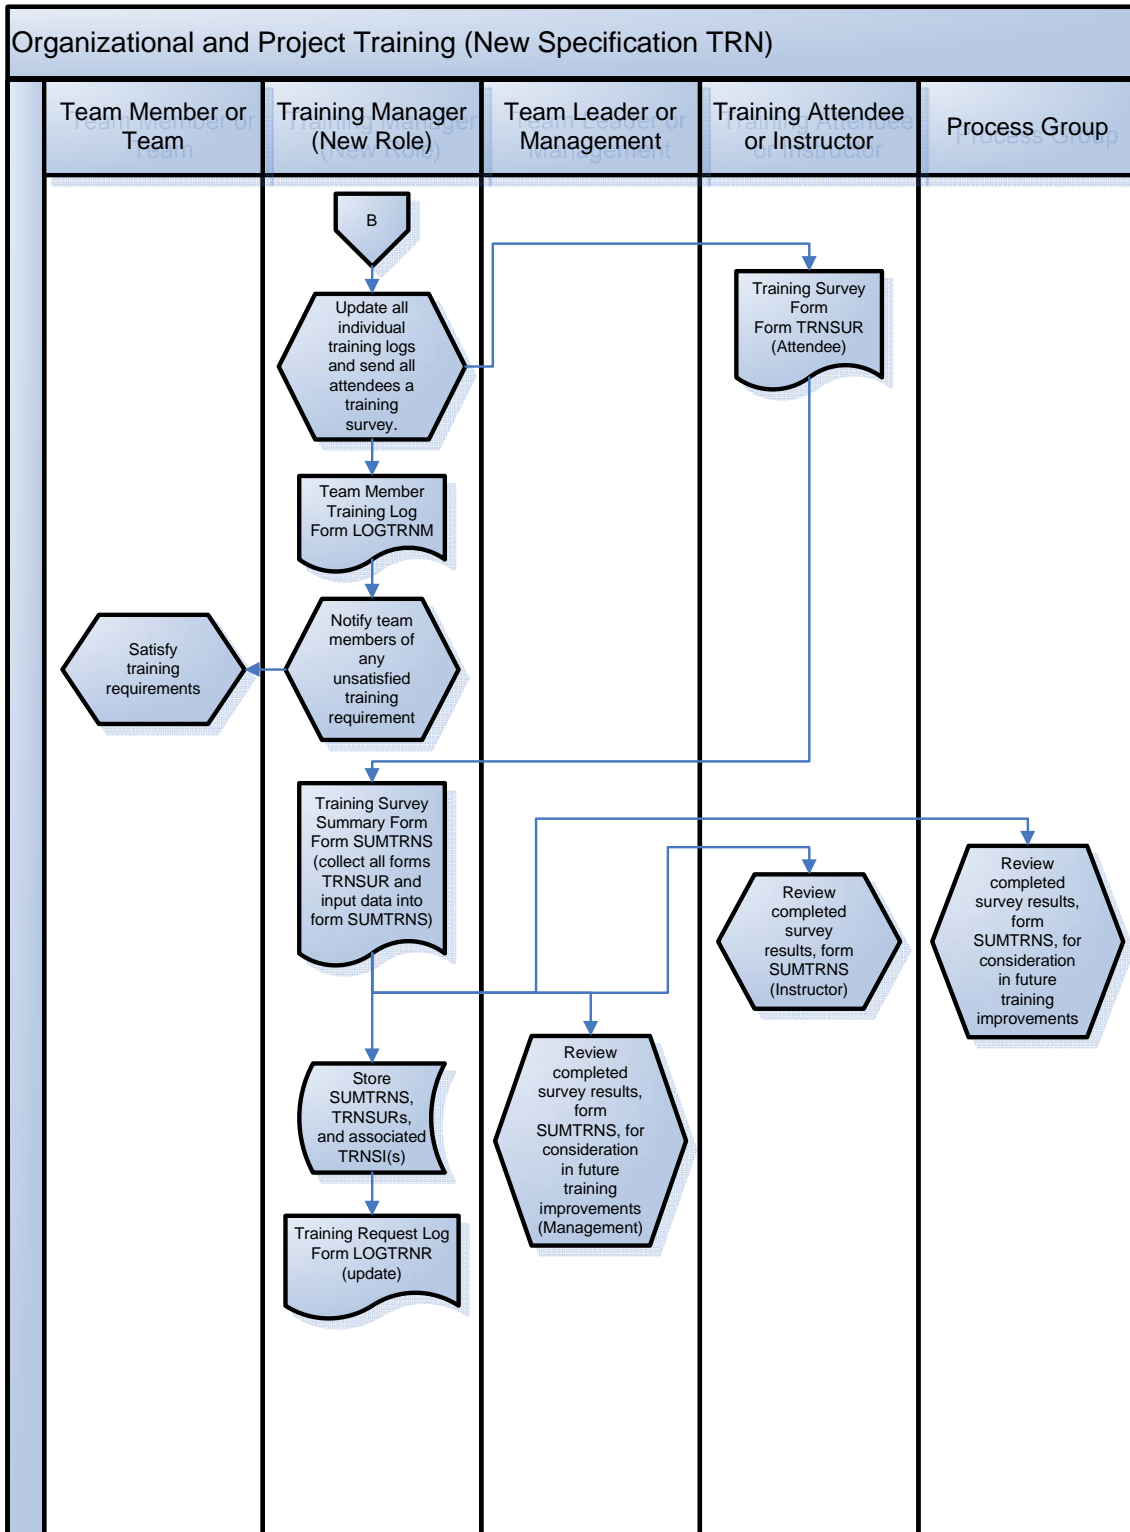 Organizational and Project Training (New Specification TRN)
Team Member or
Team
Training Manager
(New Role)
Team Leader or
Management
Training Attendee
or Instructor
Process Group
B
Update all
individual
training logs
and send all
attendees a
training
survey.
Training Survey
Form
Form TRNSUR
(Attendee)
Team Member
Training Log
Form LOGTRNM
Notify team
members of
any
unsatisfied
training
requirement
Satisfy
training
requirements
Training Survey
Summary Form
Form SUMTRNS
(collect all forms
TRNSUR and
input data into
form SUMTRNS)
Review
completed
survey
results, form
SUMTRNS
(Instructor)
Review
completed
survey results,
form
SUMTRNS, for
consideration
in future
training
improvements
Review
completed
survey results,
form
SUMTRNS, for
consideration
in future
training
improvements
(Management)
Store
SUMTRNS,
TRNSURs,
and associated
TRNSI(s)
Training Request Log
Form LOGTRNR
(update)